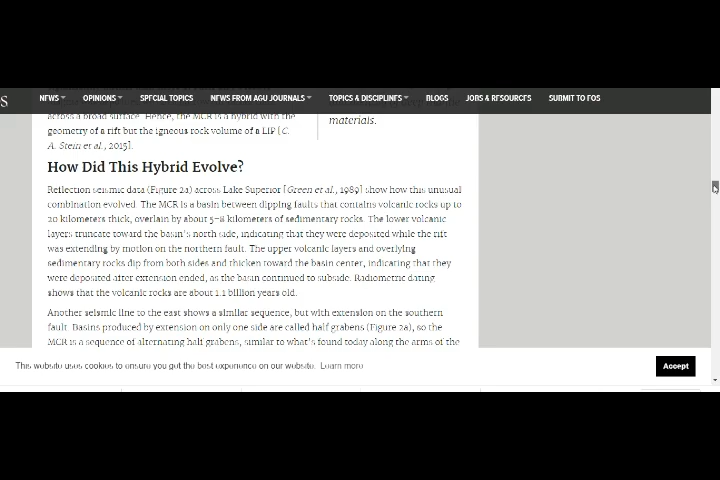 S NEWS OPINIONS SPECIAL TOPICS NEWS FROM AGU JOURNALS TOPICS & DISCIPLINES BLOGS JOBS & RESOURCES SUBMIT TO EOS
across a broad surface. Hence, the MCR is a hybrid with the
geometry of a rift but the igneous rock volume of a LIP [C.
A. Stein et al., 2015].
materials.
How Did This Hybrid Evolve?
Reflection seismic data (Figure 2a) across Lake Superior [Green et al., 1989] show how this unusual
combination evolved. The MCR is a basin between dipping faults that contains volcanic rocks up to
20 kilometers thick, overlain by about 5–8 kilometers of sedimentary rocks. The lower volcanic
layers truncate toward the basin's north side, indicating that they were deposited while the rift
was extending by motion on the northern fault. The upper volcanic layers and overlying
sedimentary rocks dip from both sides and thicken toward the basin center, indicating that they
were deposited after extension ended, as the basin continued to subside. Radiometric dating
shows that the volcanic rocks are about 1.1 billion years old.
Another seismic line to the east shows a similar sequence, but with extension on the southern
fault. Basins produced by extension on only one side are called half grabens (Figure 2a), so the
MCR is a sequence of alternating half grabens, similar to what's found today along the arms of the
This website uses cookies to ensure you get the best experience on our website. Learn more
Accept